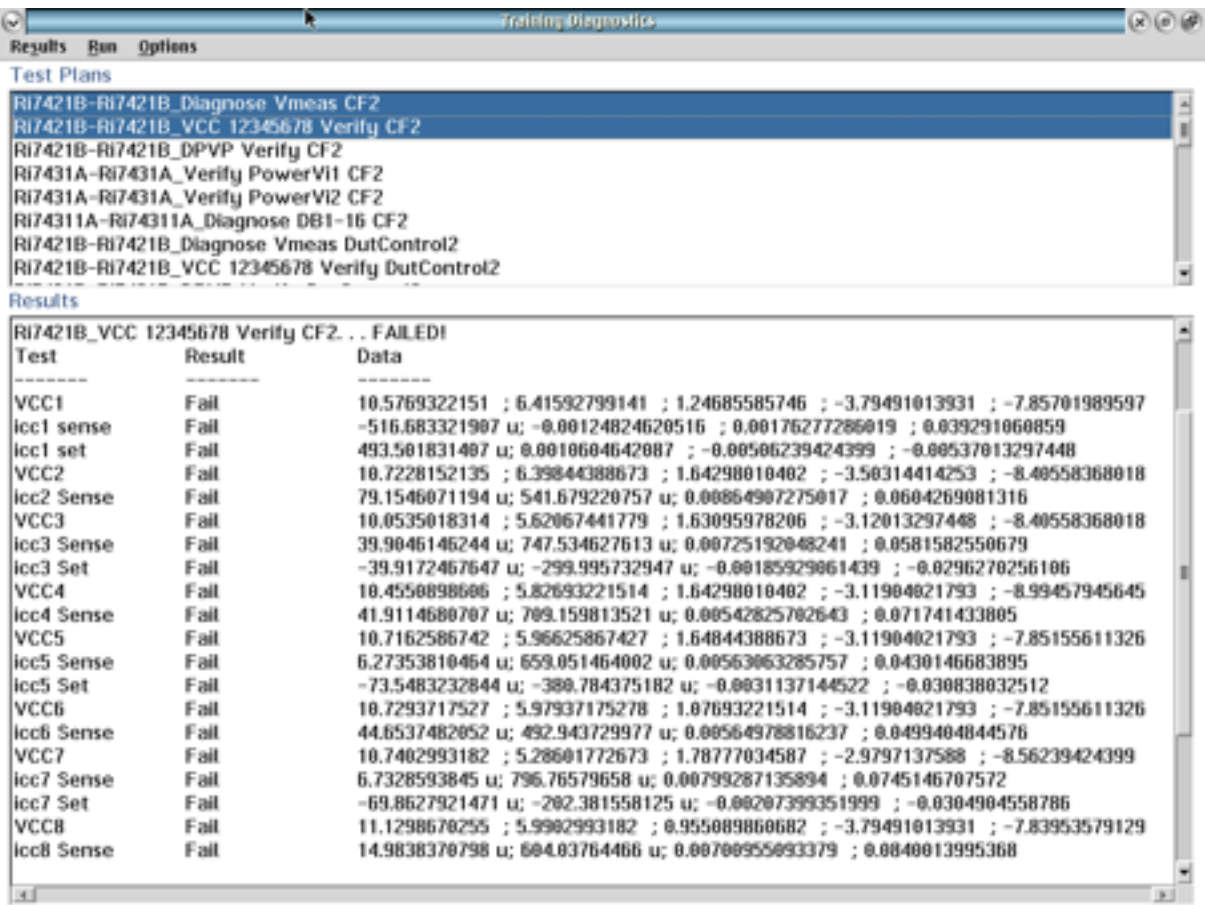 Training Diagnostics
Results Run Options
Test Plans
Ri7421B-Ri7421B_Diagnose Vmeas CF2
Ri7421B-Ri7421B_VCC 12345678 Verify CF2
Ri7421B-Ri7421B_DPVP Verify CF2
Ri7431A-Ri7431A_Verify PowerVi1 CF2
Ri7431A-Ri7431A_Verify PowerVi2 CF2
Ri74311A-Ri74311A_Diagnose DB1-16 CF2
Ri7421B-Ri7421B_Diagnose Vmeas DutControl2
Ri7421B-Ri7421B_VCC 12345678 Verify DutControl2
Results
Ri7421B_VCC 12345678 Verify CF2. . . FAILED!
Test Result Data
------- ------- -------
VCC1 Fail 10.5769322151 ; 6.41592799141 ; 1.24685585746 ; -3.79491013931 ; -7.85701989597
icc1 sense Fail -516.683321907 u; -0.00124824620516 ; 0.00176277286019 ; 0.039291060859
icc1 set Fail 493.501831407 u; 0.0010604642087 ; -0.00506239424399 ; -0.00537013297448
VCC2 Fail 10.7228152135 ; 6.39844388673 ; 1.64298010402 ; -3.50314414253 ; -8.40558368018
icc2 Sense Fail 79.1546071194 u; 541.679220757 u; 0.00864907275017 ; 0.0604269081316
VCC3 Fail 10.0535018314 ; 5.62067441779 ; 1.63095978206 ; -3.12013297448 ; -8.40558368018
icc3 Sense Fail 39.9046146244 u; 747.534627613 u; 0.00725192048241 ; 0.0581582550679
icc3 Set Fail -39.9172467647 u; -299.995732947 u; -0.00185929061439 ; -0.0296270256106
VCC4 Fail 10.4550898606 ; 5.82693221514 ; 1.64298010402 ; -3.11904021793 ; -8.99457945645
icc4 Sense Fail 41.9114680707 u; 709.159813521 u; 0.00542825702643 ; 0.071741433805
VCC5 Fail 10.7162586742 ; 5.96625867427 ; 1.64844388673 ; -3.11904021793 ; -7.85155611326
icc5 Sense Fail 6.27353810464 u; 659.051464002 u; 0.00563063285757 ; 0.0430146683895
icc5 Set Fail -73.5483232844 u; -380.784375182 u; -0.0031137144522 ; -0.030838032512
VCC6 Fail 10.7293717527 ; 5.97937175278 ; 1.07693221514 ; -3.11904021793 ; -7.85155611326
icc6 Sense Fail 44.6537482052 u; 492.943729977 u; 0.00564978816237 ; 0.0499404844576
VCC7 Fail 10.7402993182 ; 5.28601772673 ; 1.78777034587 ; -2.9797137588 ; -8.56239424399
icc7 Sense Fail 6.7328593845 u; 796.76579658 u; 0.00799287135894 ; 0.07451467075​72
icc7 Set Fail -69.8627921471 u; -202.381558125 u; -0.00207399351999 ; -0.0304904558786
VCC8 Fail 11.1298670255 ; 5.9902993182 ; 0.955089860682 ; -3.79491013931 ; -7.83953579129
icc8 Sense Fail 14.9838370798 u; 604.03764466 u; 0.00700955093379 ; 0.0840013995368